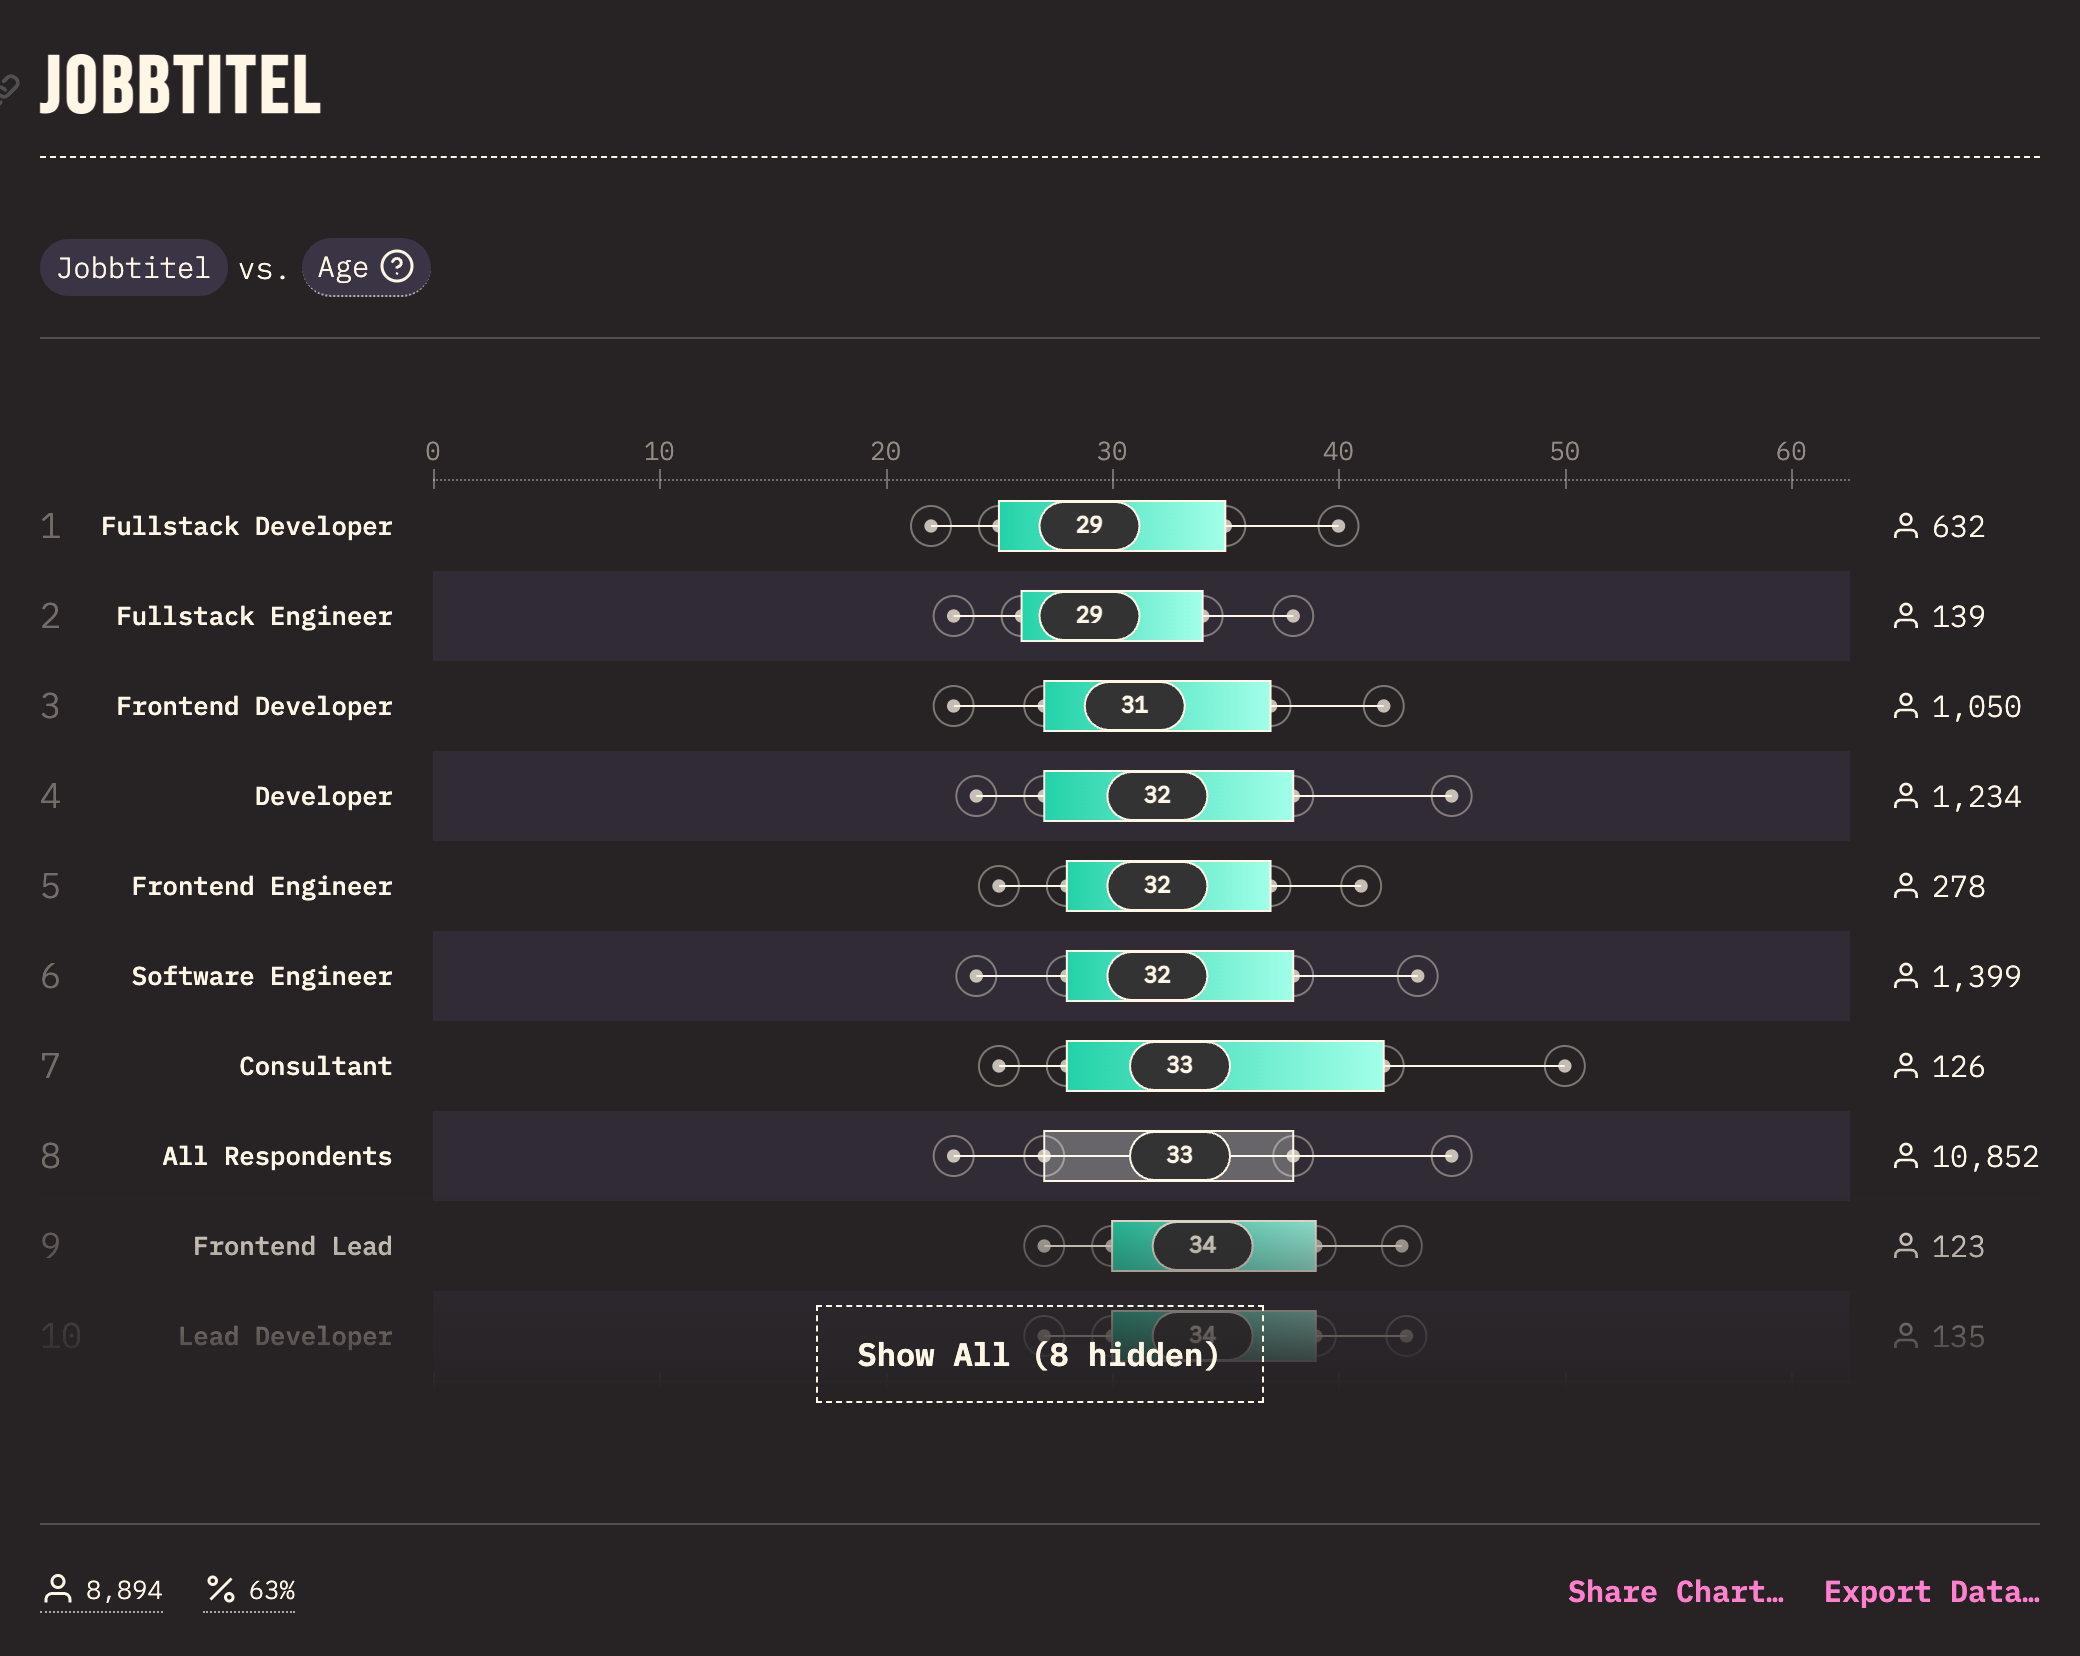 JOBBTITEL
Jobbtitel vs. Age ?
0 10 20 30 40 50 60
1 Fullstack Developer 29 632
2 Fullstack Engineer 29 139
3 Frontend Developer 31 1,050
4 Developer 32 1,234
5 Frontend Engineer 32 278
6 Software Engineer 32 1,399
7 Consultant 33 126
8 All Respondents 33 10,852
9 Frontend Lead 34 123
10 Lead Developer 34 135
Show All (8 hidden)
8,894 % 63% Share Chart… Export Data…